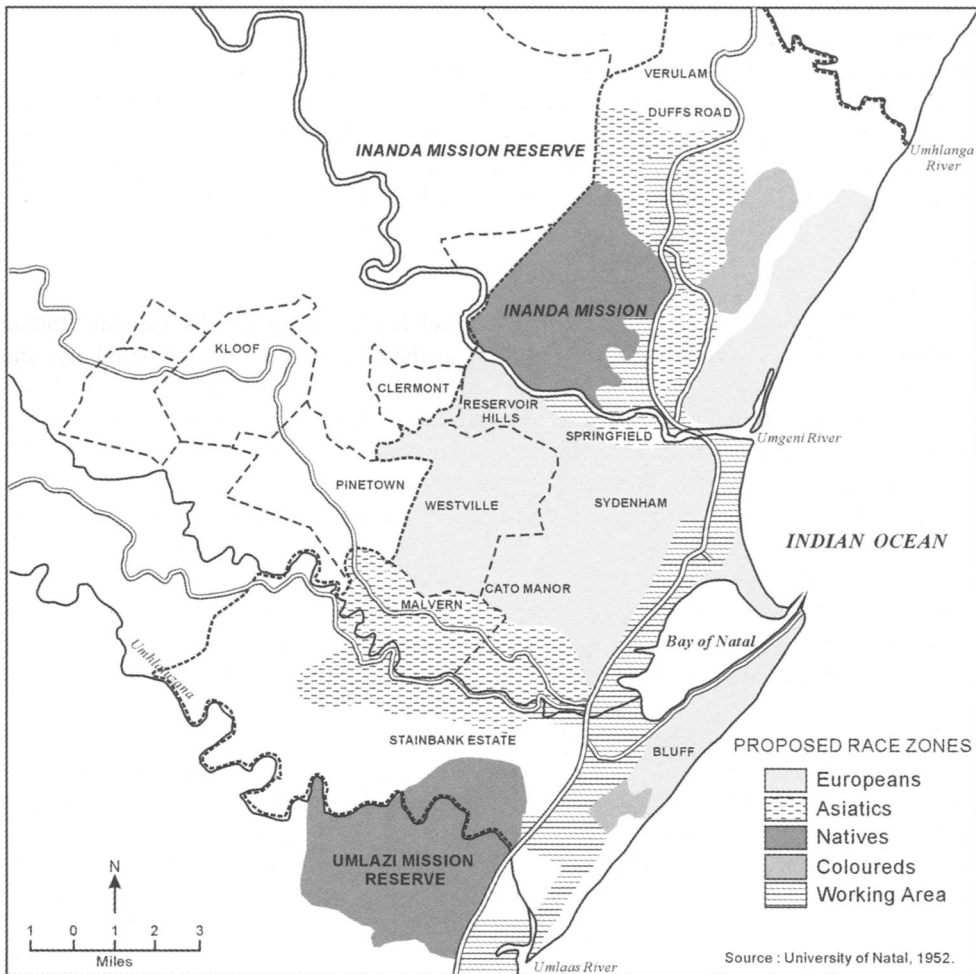 VERULAM
DUFFS ROAD
INANDA MISSION RESERVE
Umhlanga
River
INANDA MISSION
KLOOF
CLERMONT
RESERVOIR
HILLS
SPRINGFIELD
Umgeni River
PINETOWN
WESTVILLE
SYDENHAM
INDIAN OCEAN
CATO MANOR
MALVERN
Bay of Natal
STAINBANK ESTATE
BLUFF
UMLAZI MISSION
RESERVE
PROPOSED RACE ZONES
Europeans
Asiatics
Natives
Coloureds
Working Area
N
1 0 1 2 3
Miles
Umlaas River
Source : University of Natal, 1952.